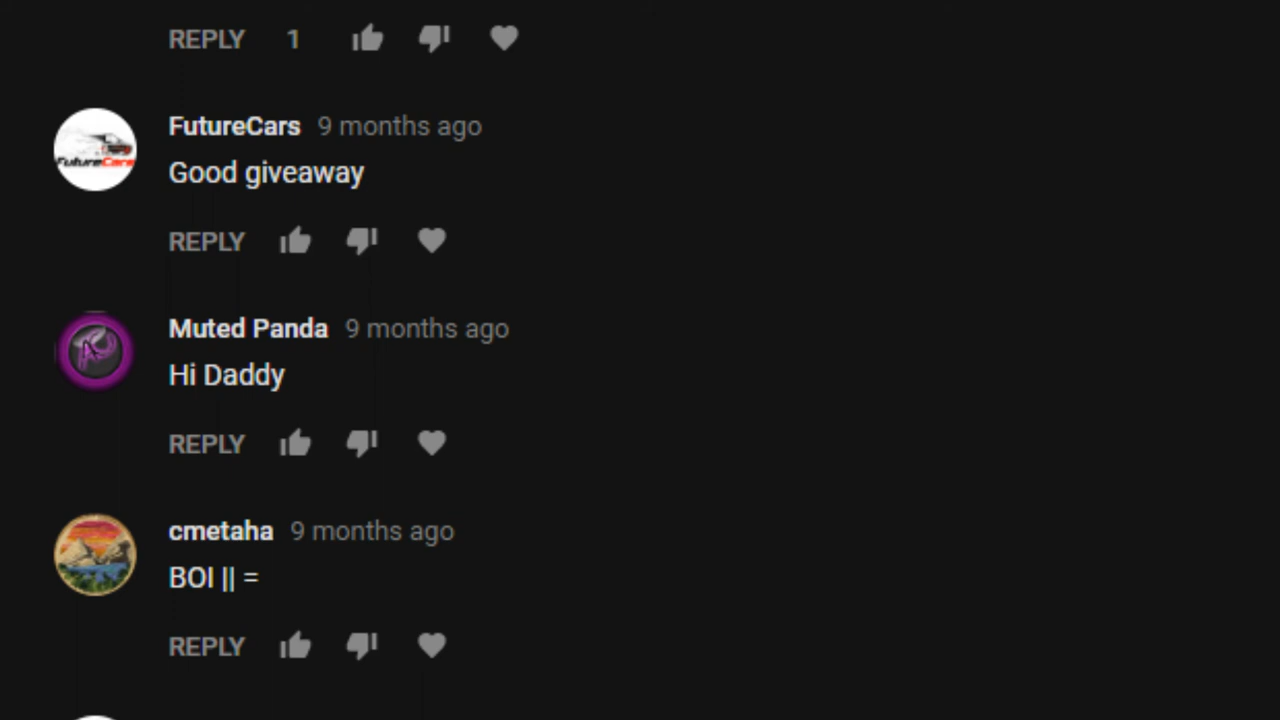 REPLY 1
FutureCars 9 months ago
FutureCars
Good giveaway
REPLY
Muted Panda 9 months ago
Hi Daddy
REPLY
cmetaha 9 months ago
BOI || =
REPLY